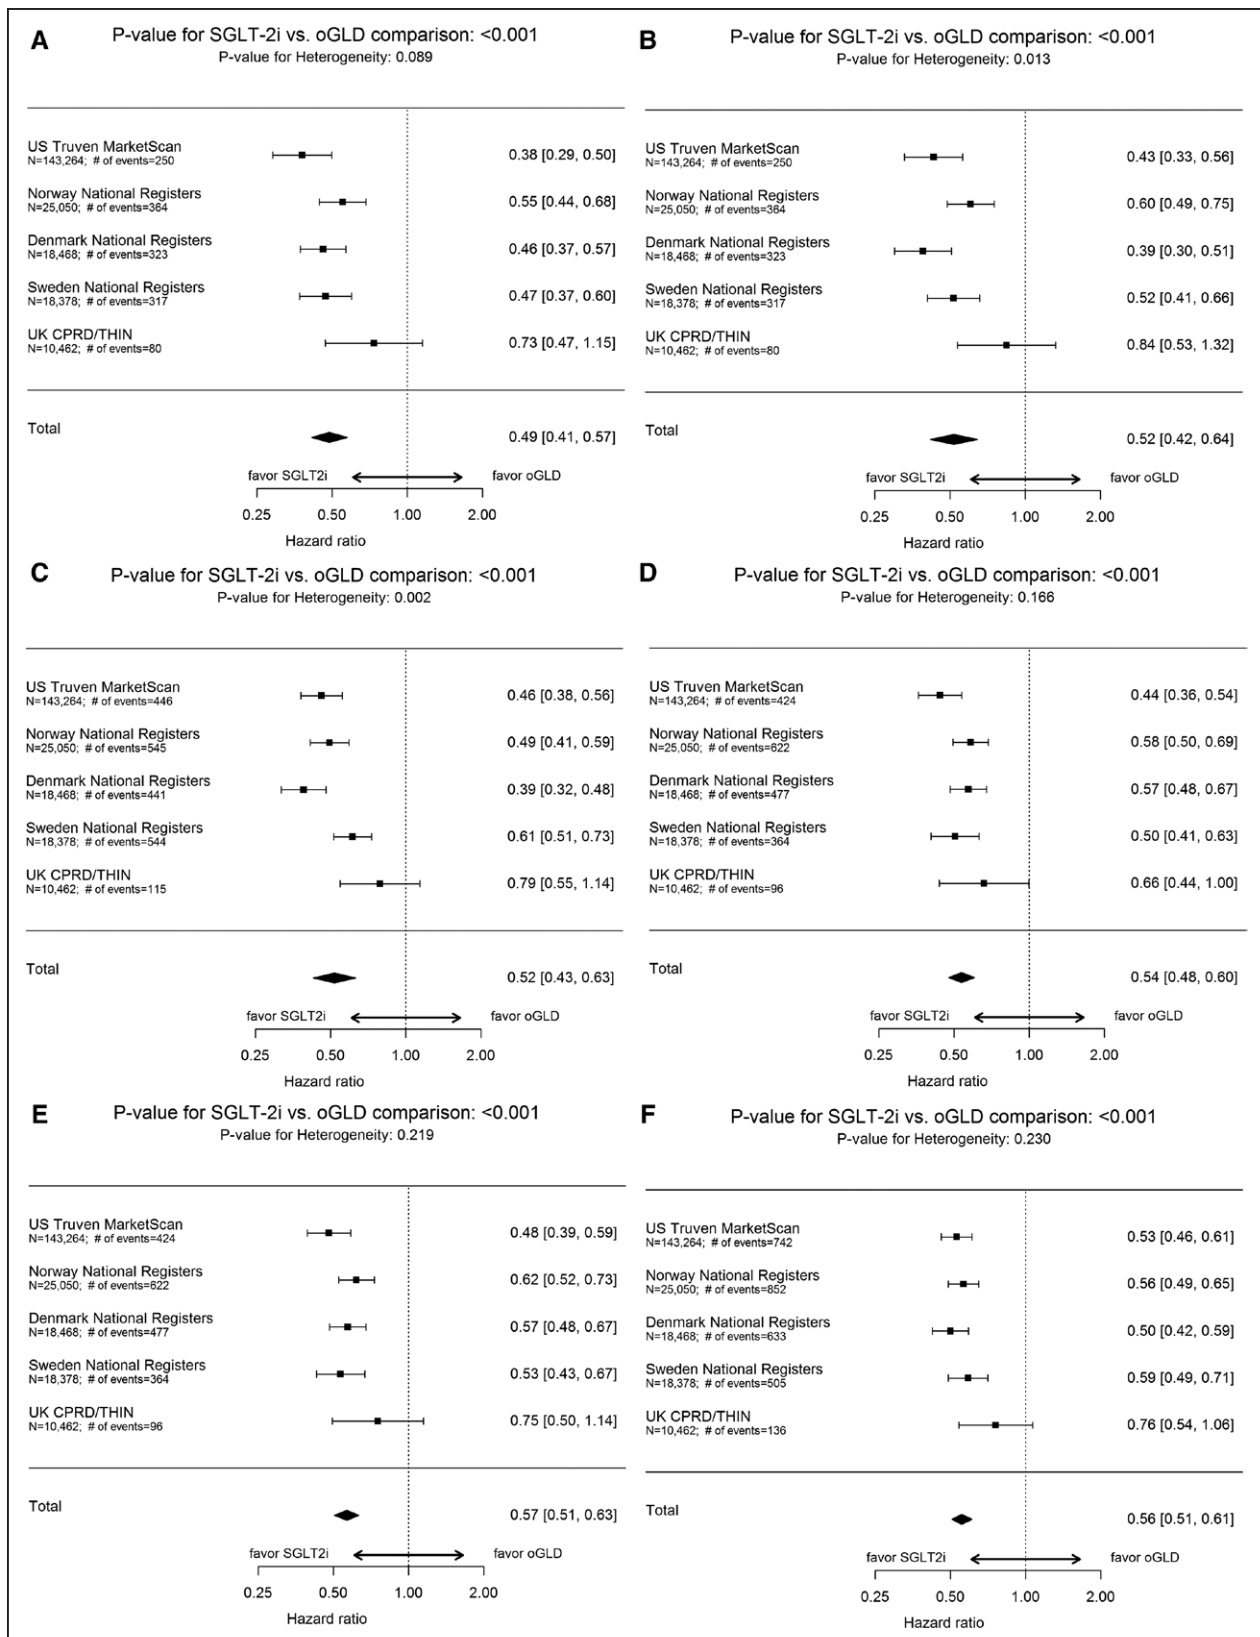 A
P-value for SGLT-2i vs. oGLD comparison: <0.001
P-value for Heterogeneity: 0.089
US Truven MarketScan
N=143,264; # of events=250
0.38 [0.29, 0.50]
Norway National Registers
N=25,050; # of events=364
0.55 [0.44, 0.68]
Denmark National Registers
N=18,468; # of events=323
0.46 [0.37, 0.57]
Sweden National Registers
N=18,378; # of events=317
0.47 [0.37, 0.60]
UK CPRD/THIN
N=10,462; # of events=80
0.73 [0.47, 1.15]
Total
0.49 [0.41, 0.57]
favor SGLT2i
favor oGLD
0.25 0.50 1.00 2.00
Hazard ratio
B
P-value for SGLT-2i vs. oGLD comparison: <0.001
P-value for Heterogeneity: 0.013
US Truven MarketScan
N=143,264; # of events=250
0.43 [0.33, 0.56]
Norway National Registers
N=25,050; # of events=364
0.60 [0.49, 0.75]
Denmark National Registers
N=18,468; # of events=323
0.39 [0.30, 0.51]
Sweden National Registers
N=18,378; # of events=317
0.52 [0.41, 0.66]
UK CPRD/THIN
N=10,462; # of events=80
0.84 [0.53, 1.32]
Total
0.52 [0.42, 0.64]
favor SGLT2i
favor oGLD
0.25 0.50 1.00 2.00
Hazard ratio
C
P-value for SGLT-2i vs. oGLD comparison: <0.001
P-value for Heterogeneity: 0.002
US Truven MarketScan
N=143,264; # of events=446
0.46 [0.38, 0.56]
Norway National Registers
N=25,050; # of events=545
0.49 [0.41, 0.59]
Denmark National Registers
N=18,468; # of events=441
0.39 [0.32, 0.48]
Sweden National Registers
N=18,378; # of events=544
0.61 [0.51, 0.73]
UK CPRD/THIN
N=10,462; # of events=115
0.79 [0.55, 1.14]
Total
0.52 [0.43, 0.63]
favor SGLT2i
favor oGLD
0.25 0.50 1.00 2.00
Hazard ratio
D
P-value for SGLT-2i vs. oGLD comparison: <0.001
P-value for Heterogeneity: 0.166
US Truven MarketScan
N=143,264; # of events=424
0.44 [0.36, 0.54]
Norway National Registers
N=25,050; # of events=622
0.58 [0.50, 0.69]
Denmark National Registers
N=18,468; # of events=477
0.57 [0.48, 0.67]
Sweden National Registers
N=18,378; # of events=364
0.50 [0.41, 0.63]
UK CPRD/THIN
N=10,462; # of events=96
0.66 [0.44, 1.00]
Total
0.54 [0.48, 0.60]
favor SGLT2i
favor oGLD
0.25 0.50 1.00 2.00
Hazard ratio
E
P-value for SGLT-2i vs. oGLD comparison: <0.001
P-value for Heterogeneity: 0.219
US Truven MarketScan
N=143,264; # of events=424
0.48 [0.39, 0.59]
Norway National Registers
N=25,050; # of events=622
0.62 [0.52, 0.73]
Denmark National Registers
N=18,468; # of events=477
0.57 [0.48, 0.67]
Sweden National Registers
N=18,378; # of events=364
0.53 [0.43, 0.67]
UK CPRD/THIN
N=10,462; # of events=96
0.75 [0.50, 1.14]
Total
0.57 [0.51, 0.63]
favor SGLT2i
favor oGLD
0.25 0.50 1.00 2.00
Hazard ratio
F
P-value for SGLT-2i vs. oGLD comparison: <0.001
P-value for Heterogeneity: 0.230
US Truven MarketScan
N=143,264; # of events=742
0.53 [0.46, 0.61]
Norway National Registers
N=25,050; # of events=852
0.56 [0.49, 0.65]
Denmark National Registers
N=18,468; # of events=633
0.50 [0.42, 0.59]
Sweden National Registers
N=18,378; # of events=505
0.59 [0.49, 0.71]
UK CPRD/THIN
N=10,462; # of events=136
0.76 [0.54, 1.06]
Total
0.56 [0.51, 0.61]
favor SGLT2i
favor oGLD
0.25 0.50 1.00 2.00
Hazard ratio